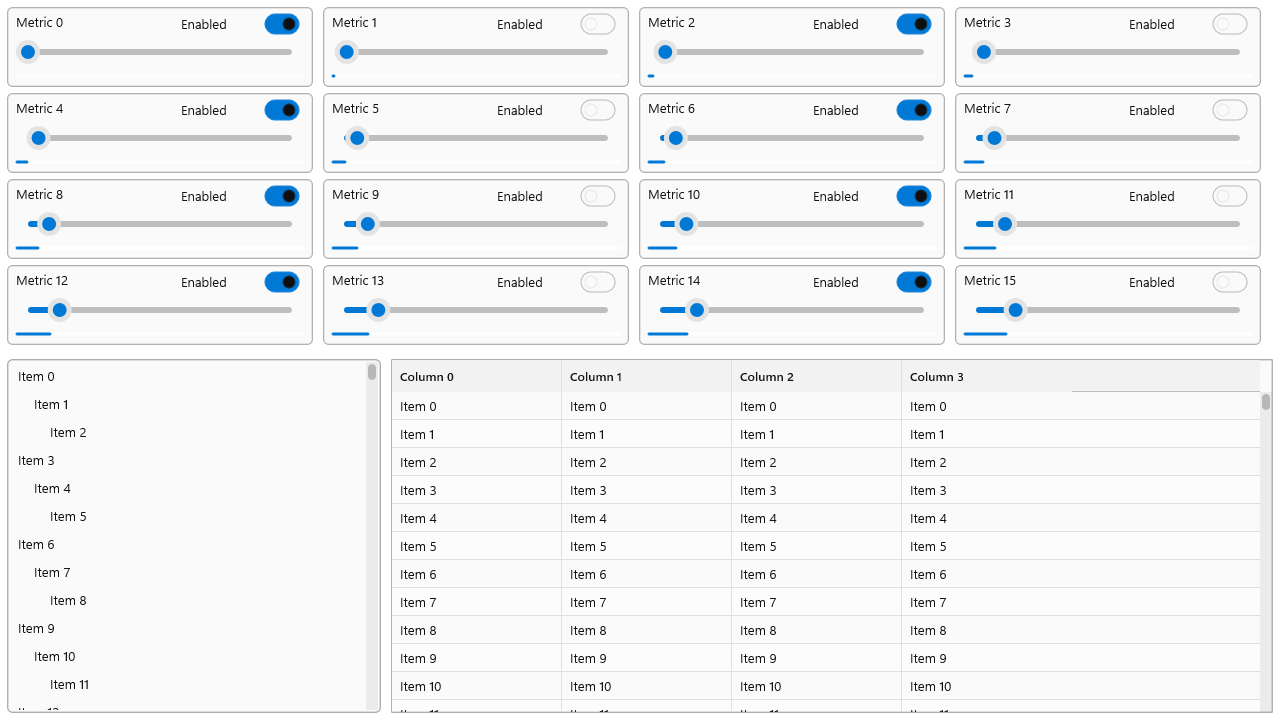 Metric 0 Enabled Metric 1 Enabled Metric 2 Enabled Metric 3 Enabled
Metric 4 Enabled Metric 5 Enabled Metric 6 Enabled Metric 7 Enabled
Metric 8 Enabled Metric 9 Enabled Metric 10 Enabled Metric 11 Enabled
Metric 12 Enabled Metric 13 Enabled Metric 14 Enabled Metric 15 Enabled
Item 0
Item 1
Item 2
Item 3
Item 4
Item 5
Item 6
Item 7
Item 8
Item 9
Item 10
Item 11
Column 0 Column 1 Column 2 Column 3
Item 0 Item 0 Item 0 Item 0
Item 1 Item 1 Item 1 Item 1
Item 2 Item 2 Item 2 Item 2
Item 3 Item 3 Item 3 Item 3
Item 4 Item 4 Item 4 Item 4
Item 5 Item 5 Item 5 Item 5
Item 6 Item 6 Item 6 Item 6
Item 7 Item 7 Item 7 Item 7
Item 8 Item 8 Item 8 Item 8
Item 9 Item 9 Item 9 Item 9
Item 10 Item 10 Item 10 Item 10